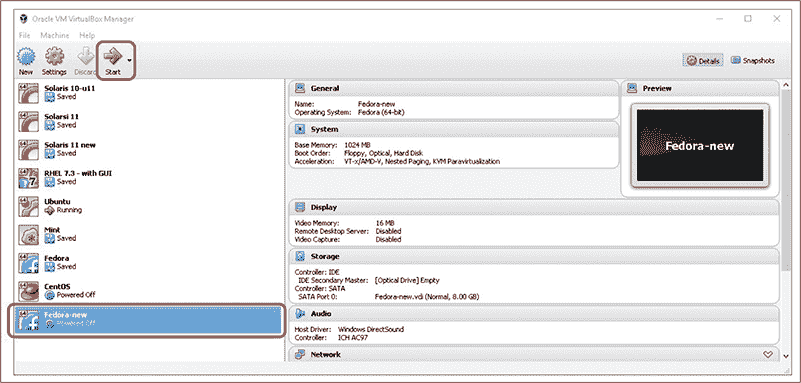 Oracle VM VirtualBox Manager
File Machine Help
New Settings Discard Start
Details Snapshots
Solaris 10-u11
Saved
Solarsi 11
Saved
Solaris 11 new
Saved
RHEL 7.3 - with GUI
Saved
Ubuntu
Running
Mint
Saved
Fedora
Saved
CentOS
Powered Off
Fedora-new
Powered Off
General
Name: Fedora-new
Operating System: Fedora (64-bit)
System
Base Memory: 1024 MB
Boot Order: Floppy, Optical, Hard Disk
Acceleration: VT-x/AMD-V, Nested Paging, KVM Paravirtualization
Preview
Fedora-new
Display
Video Memory: 16 MB
Remote Desktop Server: Disabled
Video Capture: Disabled
Storage
Controller: IDE
IDE Secondary Master: [Optical Drive] Empty
Controller: SATA
SATA Port 0: Fedora-new.vdi (Normal, 8.00 GB)
Audio
Host Driver: Windows DirectSound
Controller: ICH AC97
Network